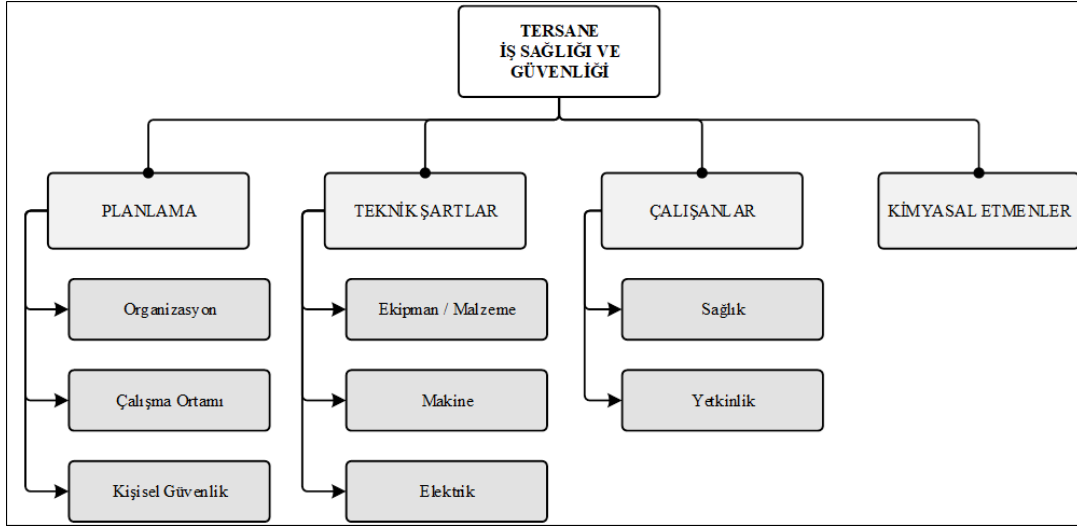 TERSANE
İŞ SAĞLIĞI VE
GÜVENLİĞİ
PLANLAMA
TEKNİK ŞARTLAR
ÇALIŞANLAR
KİMYASAL ETMENLER
Organizasyon
Ekipman / Malzeme
Sağlık
Çalışma Ortamı
Makine
Yetkinlik
Kişisel Güvenlik
Elektrik